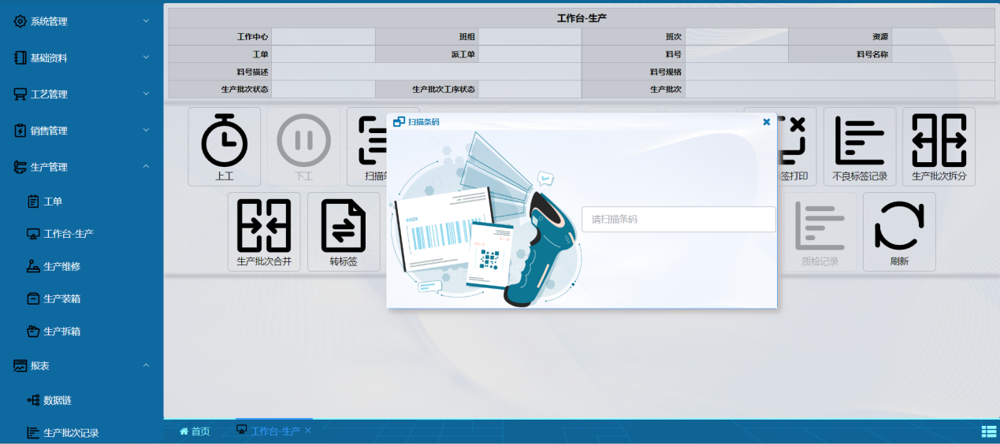 系统管理
基础资料
工艺管理
销售管理
生产管理
工单
工作台-生产
生产维修
生产装箱
生产拆箱
报表
数据链
生产批次记录
工作台-生产
工作中心 班组 班次 资源
工单 派工单 料号 料号名称
料号描述 料号规格
生产批次状态 生产批次工序状态 生产批次
上工 下工 扫描 签打印 不良标签记录 生产批次拆分
扫描条码
请扫描条码
生产批次合并 转标签 质检记录 刷新
首页 工作台-生产